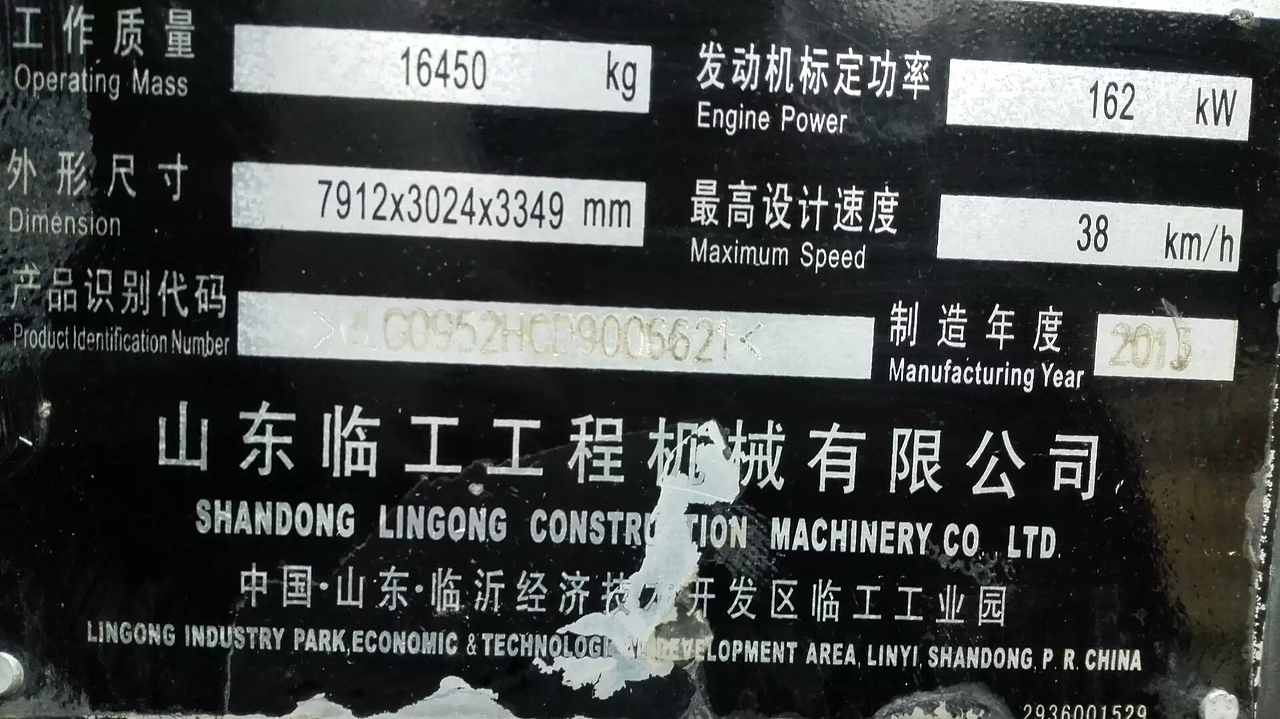 工作质量 16450 kg 发动机标定功率 162 kW
Operating Mass Engine Power
外形尺寸 7912x3024x3349 mm 最高设计速度 38 km/h
Dimension Maximum Speed
产品识别代码 制造年度
Product Identification Number Manufacturing Year
山东临工工程机械有限公司
SHANDONG LINGONG MACHINERY CO LTD
中国·山东·临沂经济技 开发区临工工业园
LINGONG INDUSTRY PARK,ECONOMIC & AREA, LINYI, SHANDONG, P. R. CHINA
2936001529